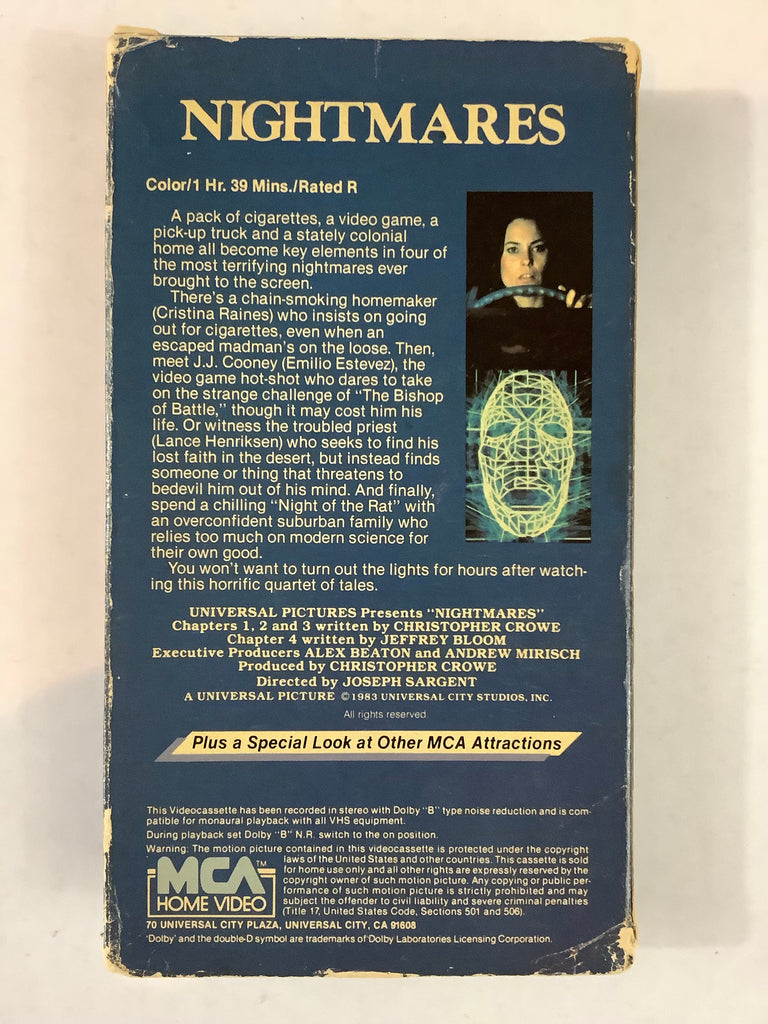 NIGHTMARES
Color/1 Hr. 39 Mins./Rated R
A pack of cigarettes, a video game, a
pick-up truck and a stately colonial
home all become key elements in four of
the most terrifying nightmares ever
brought to the screen.
There's a chain-smoking homemaker
(Cristina Raines) who insists on going
out for cigarettes, even when an
escaped madman's on the loose. Then,
meet J.J. Cooney (Emilio Estevez), the
video game hot-shot who dares to take
on the strange challenge of "The Bishop
of Battle," though it may cost him his
life. Or witness the troubled priest
(Lance Henriksen) who seeks to find his
lost faith in the desert, but instead finds
someone or thing that threatens to
bedevil him out of his mind. And finally,
spend a chilling "Night of the Rat" with
an overconfident suburban family who
relies too much on modern science for
their own good.
You won't want to turn out the lights for hours after watch-
ing this horrific quartet of tales.
UNIVERSAL PICTURES Presents "NIGHTMARES"
Chapters 1, 2 and 3 written by CHRISTOPHER CROWE
Chapter 4 written by JEFFREY BLOOM
Executive Producers ALEX BEATON and ANDREW MIRISCH
Produced by CHRISTOPHER CROWE
Directed by JOSEPH SARGENT
A UNIVERSAL PICTURE © 1983 UNIVERSAL CITY STUDIOS, INC.
All rights reserved
Plus a Special Look at Other MCA Attractions
This Videocassette has been recorded in stereo with Dolby "B" type noise reduction and is com-
patible for monaural playback with all VHS equipment.
During playback set Dolby "B" N.R. switch to the on position.
Warning: The motion picture contained in this videocassette is protected under the copyright
laws of the United States and other countries. This cassette is sold
for home use only and all other rights are expressly reserved by the
copyright owner of such motion picture. Any copying or public per-
formance of such motion picture is strictly prohibited and may
subject the offender to civil liability and severe criminal penalties
(Title 17, United States Code, Sections 501 and 506).
MCA TM
HOME VIDEO
70 UNIVERSAL CITY PLAZA, UNIVERSAL CITY, CA 91608
'Dolby' and the double-D symbol are trademarks of Dolby Laboratories Licensing Corporation.